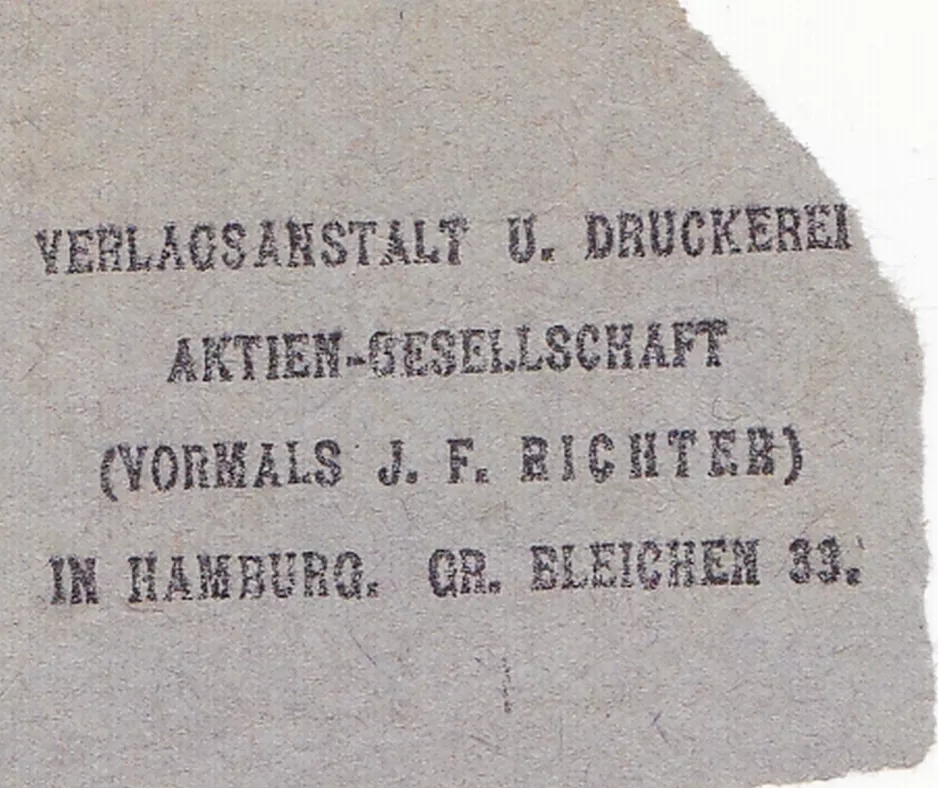 VERLAGSANSTALT U. DRUCKEREI
AKTIEN-GESELLSCHAFT
(VORMALS J. F. RICHTER)
IN HAMBURG. GR. BLEICHEN 33.